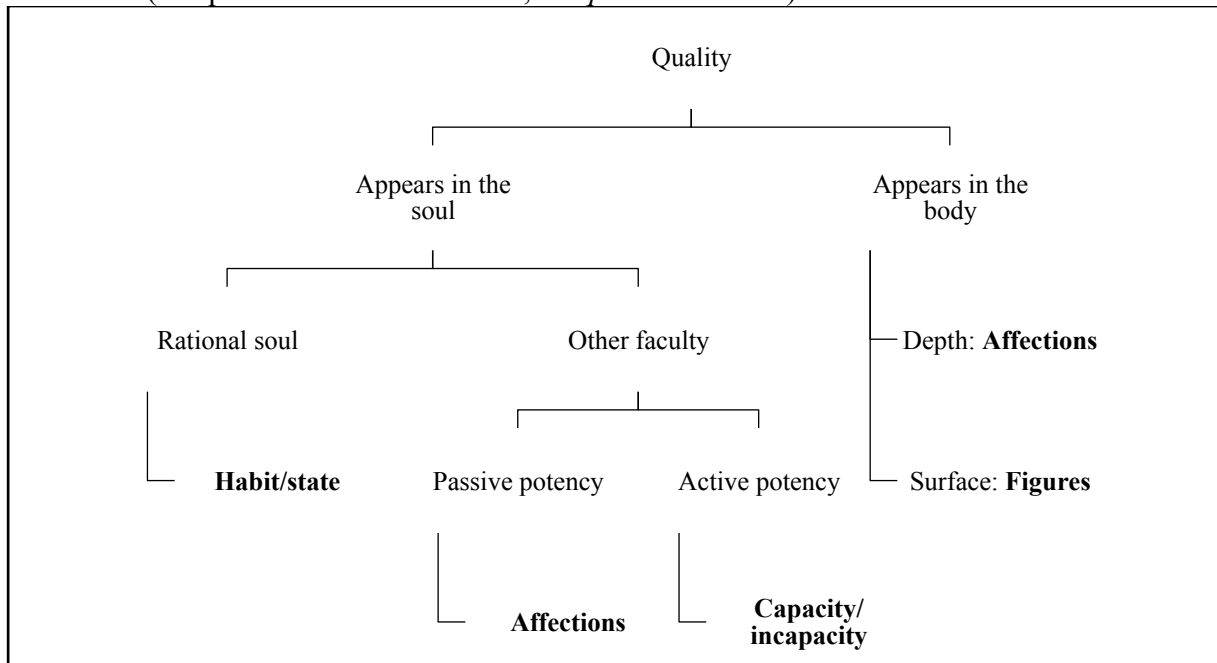 Quality
Appears in the
soul
Appears in the
body
Rational soul
Other faculty
Depth: Affections
Habit/state
Passive potency
Active potency
Surface: Figures
Affections
Capacity/
incapacity